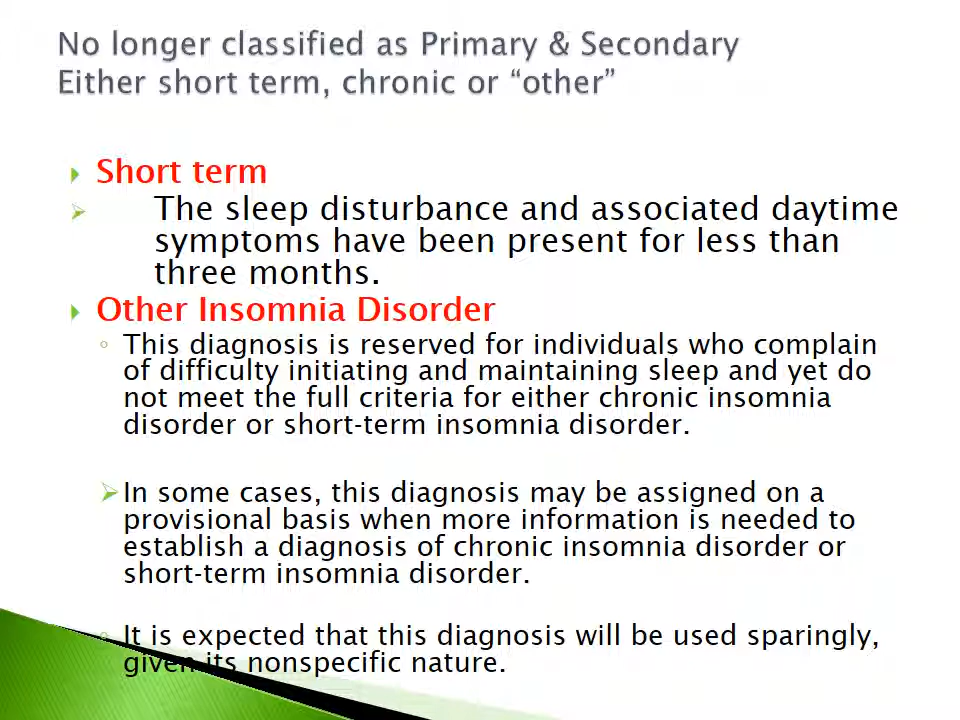 No longer classified as Primary & Secondary
Either short term, chronic or “other”
Short term
The sleep disturbance and associated daytime
symptoms have been present for less than
three months.
Other Insomnia Disorder
This diagnosis is reserved for individuals who complain
of difficulty initiating and maintaining sleep and yet do
not meet the full criteria for either chronic insomnia
disorder or short-term insomnia disorder.
In some cases, this diagnosis may be assigned on a
provisional basis when more information is needed to
establish a diagnosis of chronic insomnia disorder or
short-term insomnia disorder.
It is expected that this diagnosis will be used sparingly,
given its nonspecific nature.